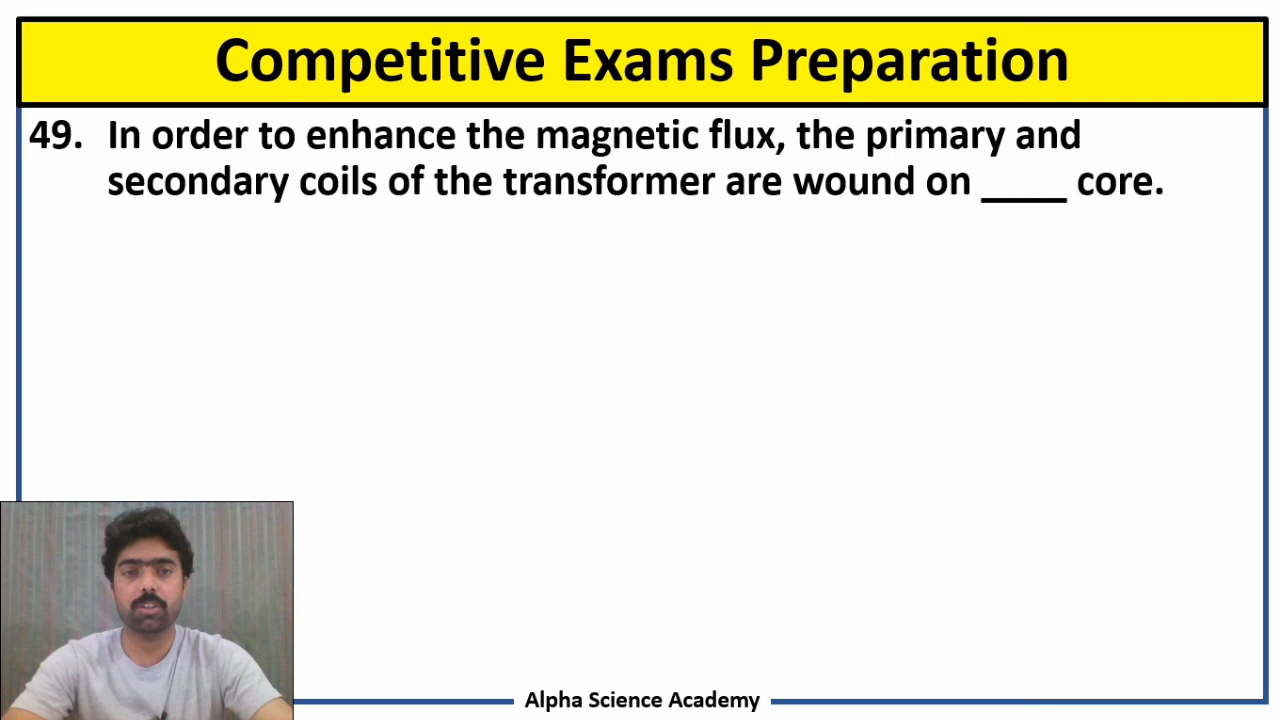 Competitive Exams Preparation
49. In order to enhance the magnetic flux, the primary and
secondary coils of the transformer are wound on ____ core.
Alpha Science Academy